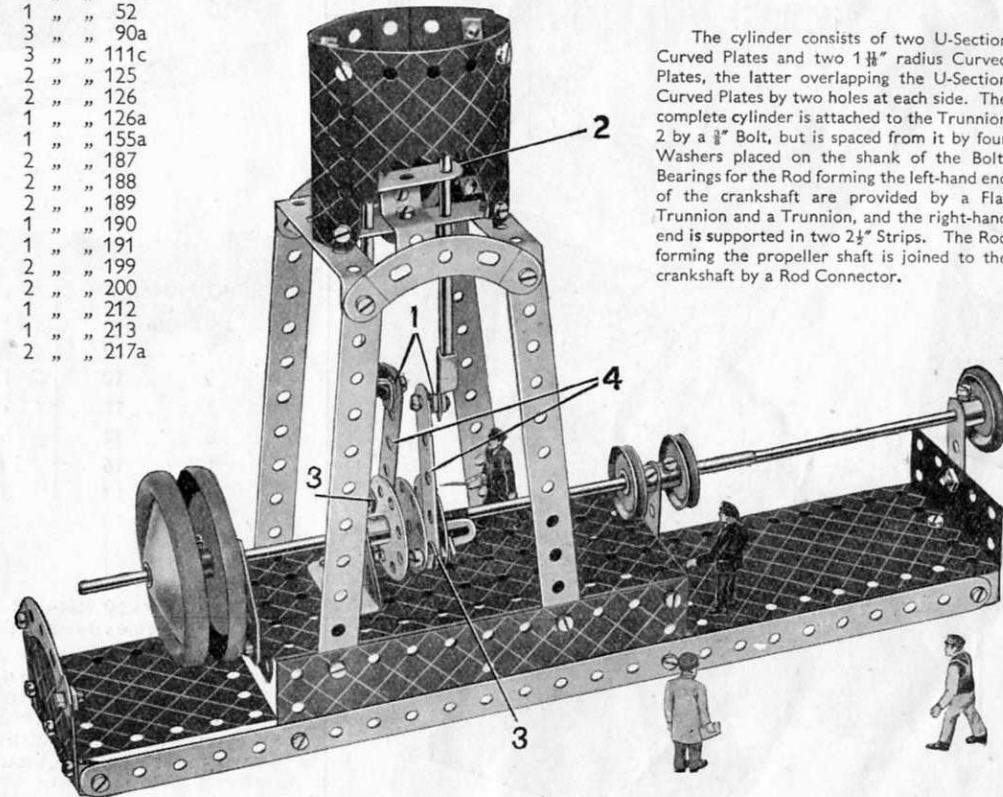 1 „ „ 52
3 „ „ 90a
3 „ „ 111c
2 „ „ 125
2 „ „ 126
1 „ „ 126a
1 „ „ 155a
2 „ „ 187
2 „ „ 188
2 „ „ 189
1 „ „ 190
1 „ „ 191
2 „ „ 199
2 „ „ 200
1 „ „ 212
1 „ „ 213
2 „ „ 217a
The cylinder consists of two U-Section
Curved Plates and two 1 11/16″ radius Curved
Plates, the latter overlapping the U-Section
Curved Plates by two holes at each side. The
complete cylinder is attached to the Trunnion
2 by a ⅜″ Bolt, but is spaced from it by four
Washers placed on the shank of the Bolt
Bearings for the Rod forming the left-hand end
of the crankshaft are provided by a Fla
Trunnion and a Trunnion, and the right-hand
end is supported in two 2½″ Strips. The Rod
forming the propeller shaft is joined to the
crankshaft by a Rod Connector.
2
1
4
3
3